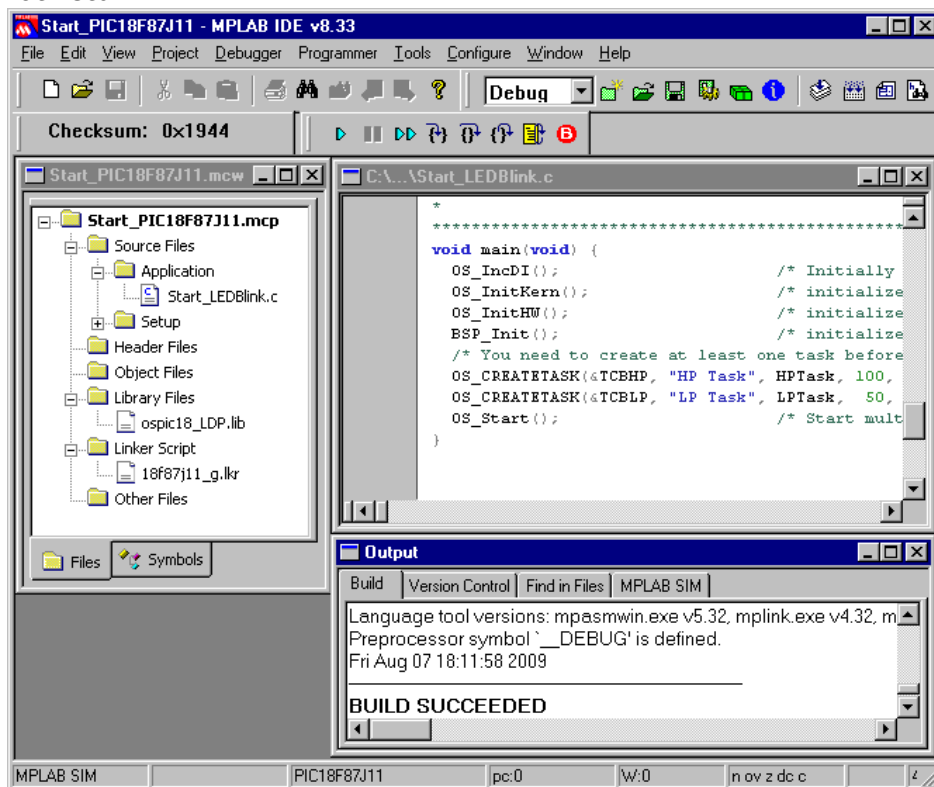 Start_PIC18F87J11 - MPLAB IDE v8.33
File Edit View Project Debugger Programmer Tools Configure Window Help
Debug
Checksum: 0x1944
Start_PIC18F87J11.mcw
Start_PIC18F87J11.mcp
Source Files
Application
Start_LEDBlink.c
Setup
Header Files
Object Files
Library Files
ospic18_LDP.lib
Linker Script
18f87j11_g.lkr
Other Files
Files Symbols
C:\...\Start_LEDBlink.c
*
****************************************************
void main(void) {
OS_IncDI(); /* Initially
OS_InitKern(); /* initialize
OS_InitHW(); /* initialize
BSP_Init(); /* initialize
/* You need to create at least one task before
OS_CREATETASK(&TCBHP, "HP Task", HPTask, 100,
OS_CREATETASK(&TCBLP, "LP Task", LPTask, 50,
OS_Start(); /* Start mult
}
Output
Build Version Control Find in Files MPLAB SIM
Language tool versions: mpasmwin.exe v5.32, mplink.exe v4.32, m
Preprocessor symbol `__DEBUG' is defined.
Fri Aug 07 18:11:58 2009
BUILD SUCCEEDED
MPLAB SIM PIC18F87J11 pc:0 W:0 n ov z dc c